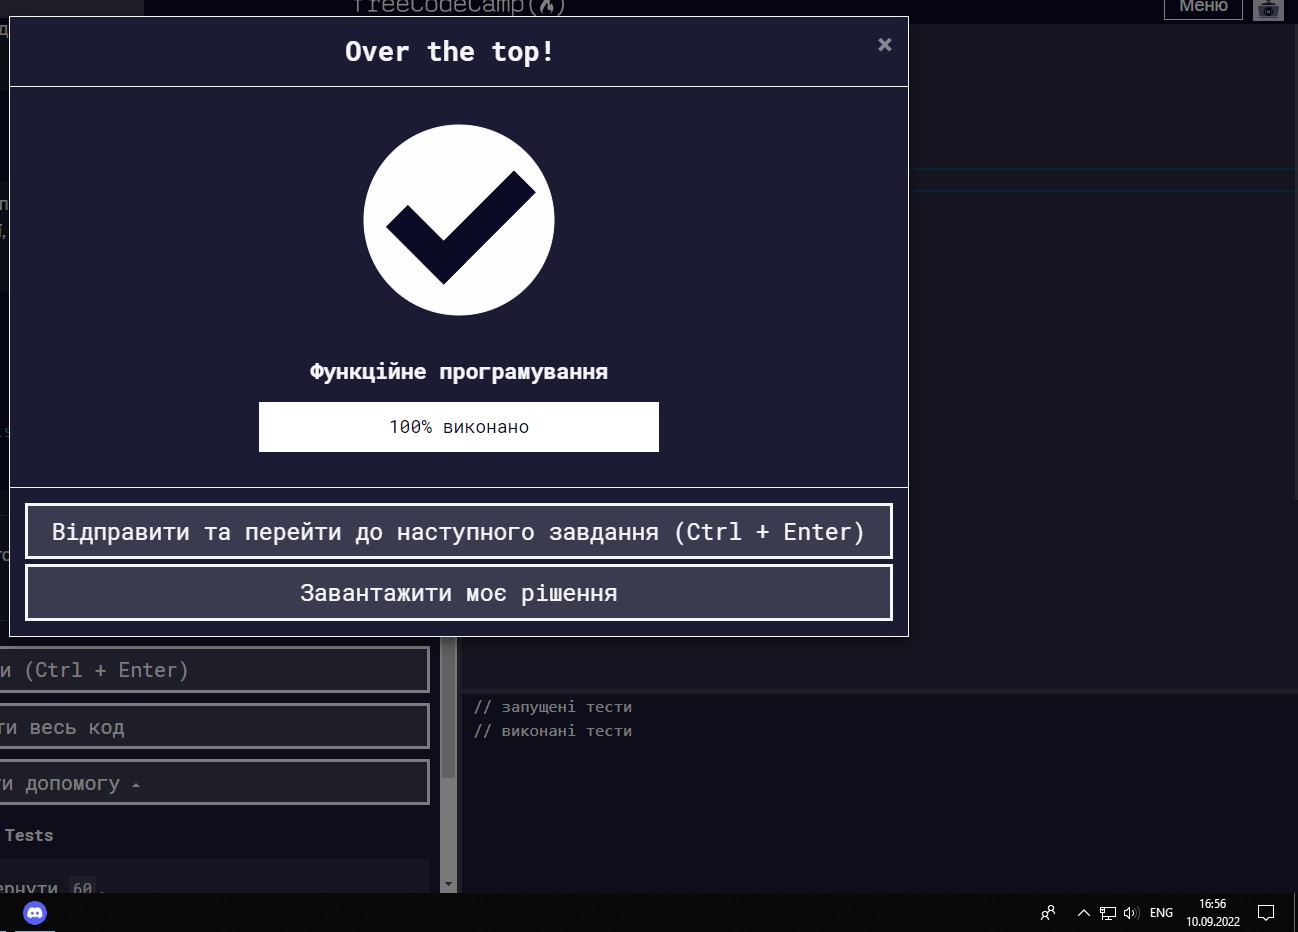 freeCodeCamp
Меню
Over the top!
×
Функційне програмування
100% виконано
Відправити та перейти до наступного завдання (Ctrl + Enter)
Завантажити моє рішення
и (Ctrl + Enter)
ти весь код
ти допомогу
Tests
ернути 60.
// запущені тести
// виконані тести
ENG
16:56
10.09.2022